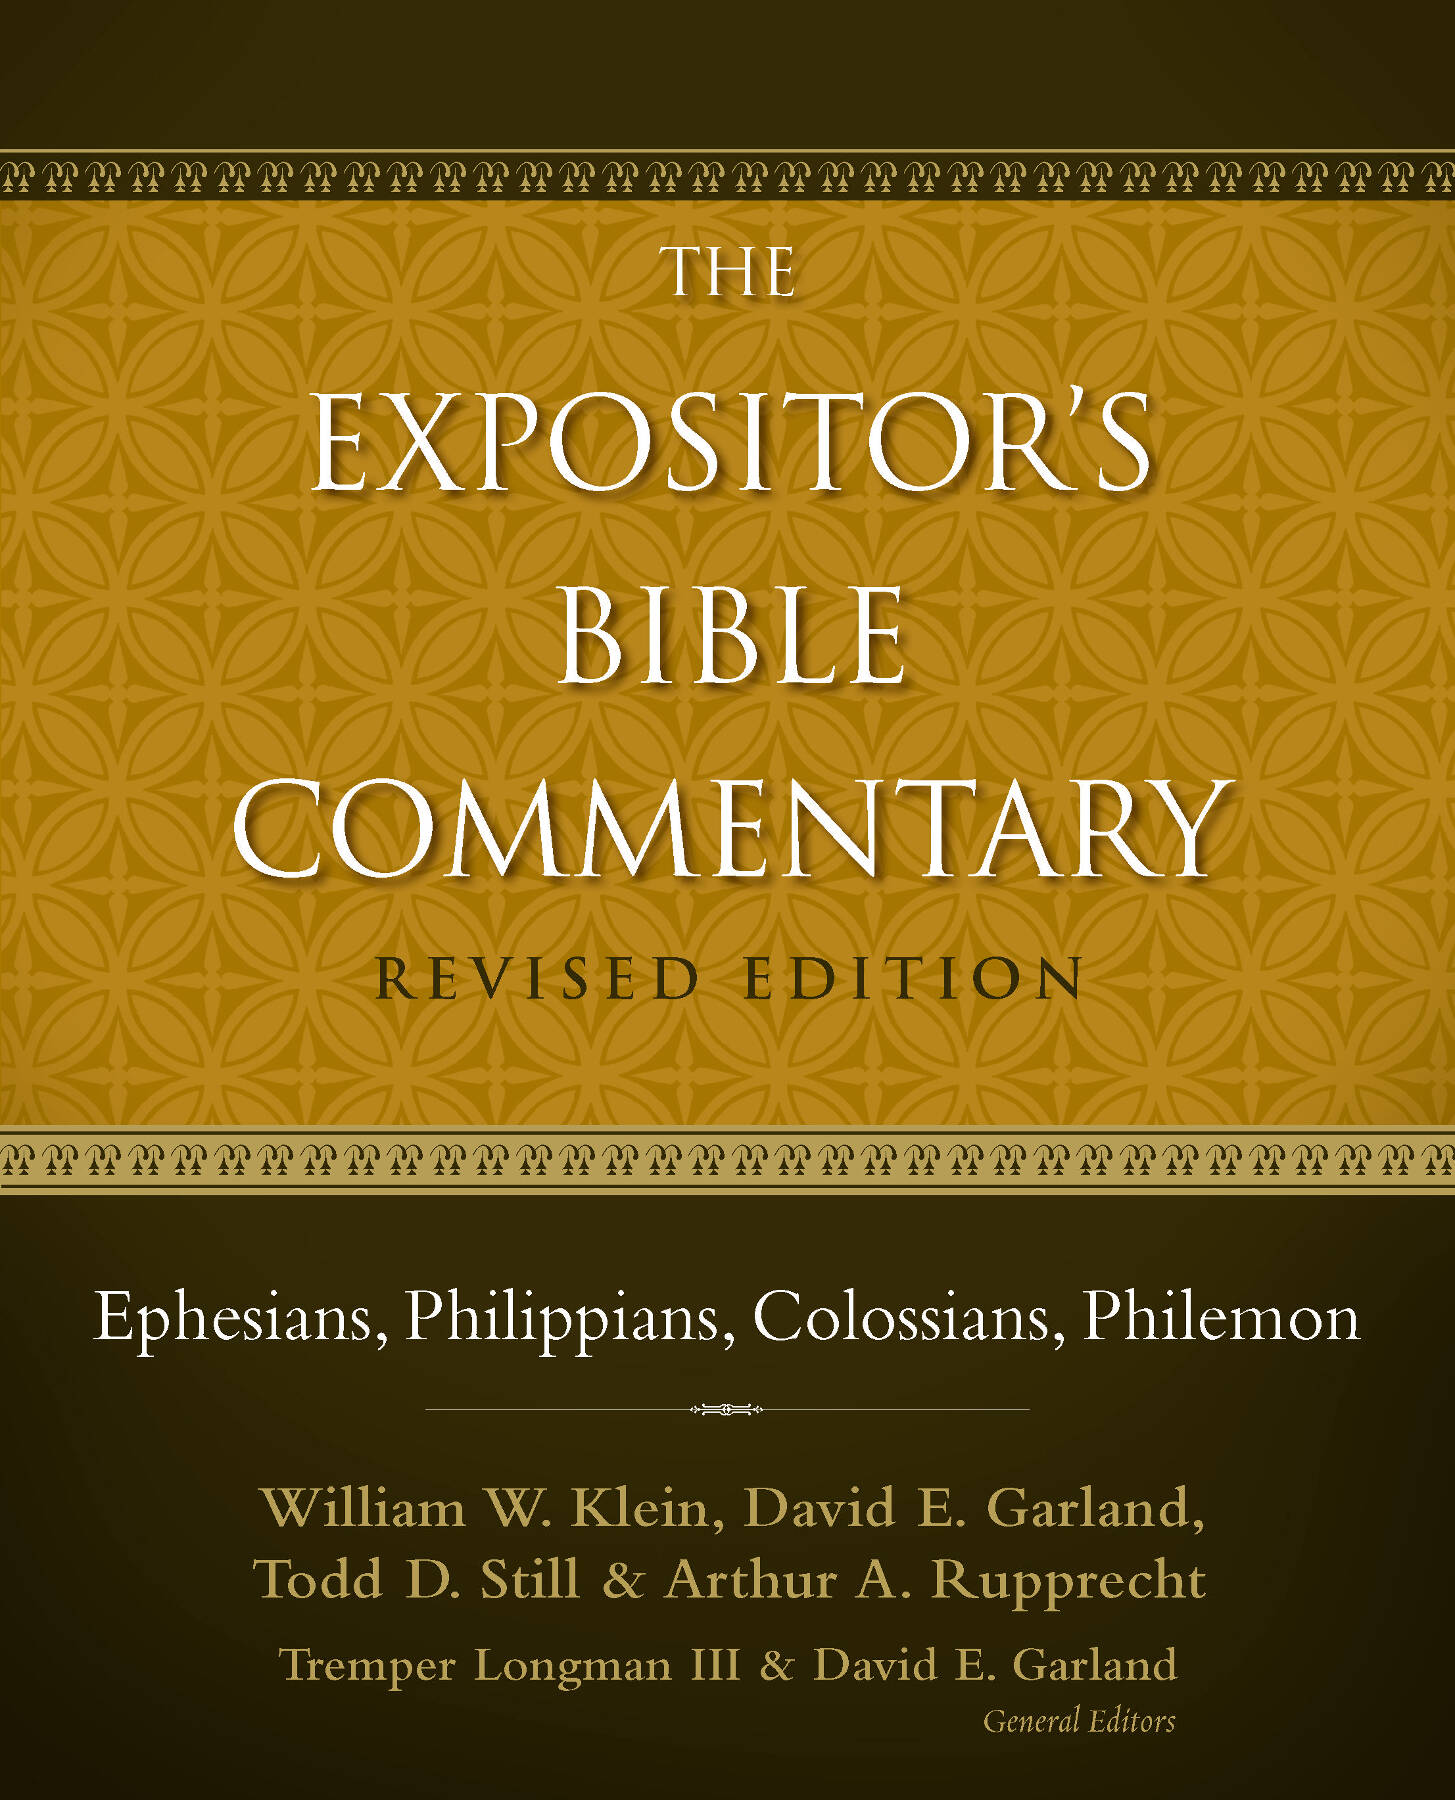 THE
EXPOSITOR'S
BIBLE
COMMENTARY
REVISED EDITION
Ephesians, Philippians, Colossians, Philemon
William W. Klein, David E. Garland,
Todd D. Still & Arthur A. Rupprecht
Tremper Longman III & David E. Garland
General Editors